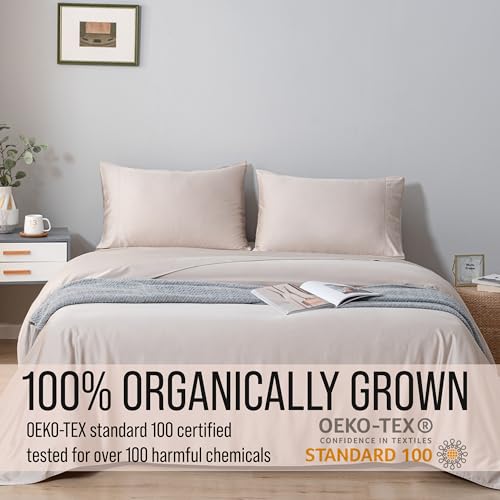 100% ORGANICALLY GROWN
OEKO-TEX standard 100 certified
tested for over 100 harmful chemicals
OEKO-TEX®
CONFIDENCE IN TEXTILES
STANDARD 100